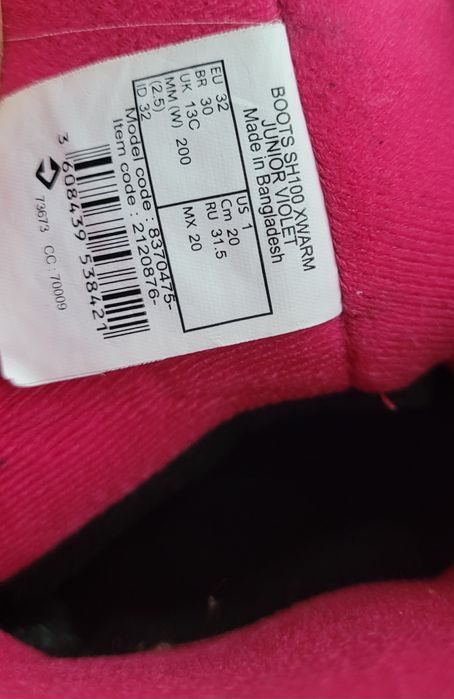 BOOTS SH100 XWARM
JUNIOR VIOLET
Made in Bangladesh
EU 32 US 1
BR 30 Cm 20
UK 13C RU 31.5
MM (W) 200 MX 20
(2.5)
ID 32
Model code : 8370475-
Item code : 2120876-
3 608439 538421
73673 CC : 70009